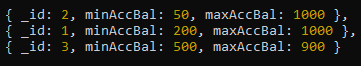 { _id: 2, minAccBal: 50, maxAccBal: 1000 },
{ _id: 1, minAccBal: 200, maxAccBal: 1000 },
{ _id: 3, minAccBal: 500, maxAccBal: 900 }